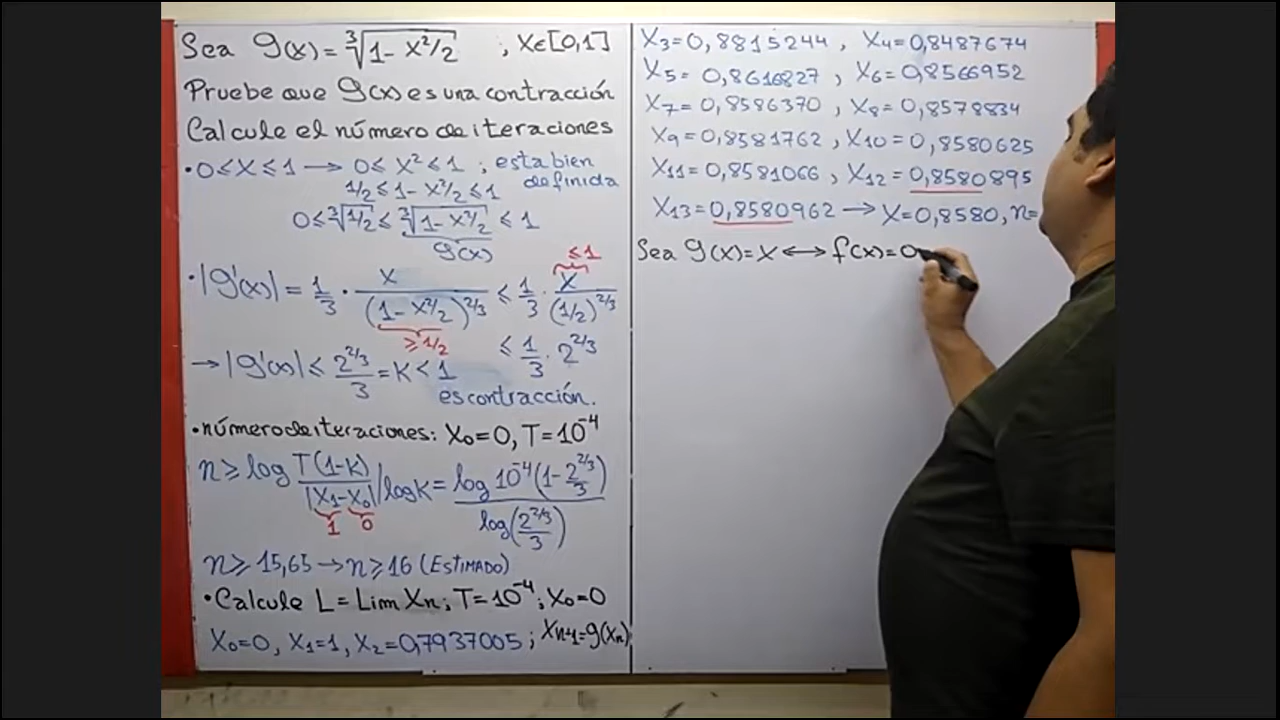 Sea g(x) = ∛(1 - x²/2) , x∈[0,1]
Pruebe que g(x) es una contracción
Calcule el número de iteraciones
• 0 ≤ x ≤ 1 → 0 ≤ x² ≤ 1 ; esta bien definida
1/2 ≤ 1 - x²/2 ≤ 1
0 ≤ ∛(1/2) ≤ ∛(1 - x²/2) ≤ 1
g(x)
≤ 1
• |g'(x)| = 1/3 · x/(1 - x²/2)^(2/3) ≤ 1/3 · x/(1/2)^(2/3)
≥ 1/2
≤ 1/3 · 2^(2/3)
→ |g'(x)| ≤ 2^(2/3)/3 = K < 1
es contracción.
• número de iteraciones: x₀=0, T=10⁻⁴
n ≥ log T(1-K)/|x₁-x₀| / log K = log 10⁻⁴(1 - 2^(2/3)/3) / log(2^(2/3)/3)
1 0
n ≥ 15,65 → n ≥ 16 (ESTIMADO)
• Calcule L = Lim xn ; T=10⁻⁴ ; x₀=0
x₀=0, x₁=1, x₂=0,7937005 ; xn+1=g(xn)
x₃=0,8815244 , x₄=0,8487674
x₅=0,8616827 , x₆=0,8566952
x₇=0,8586370 , x₈=0,8578834
x₉=0,8581762 , x₁₀=0,8580625
x₁₁=0,8581066 , x₁₂=0,8580895
x₁₃=0,8580962 → x=0,8580, n=
Sea g(x)=x ↔ f(x)=0